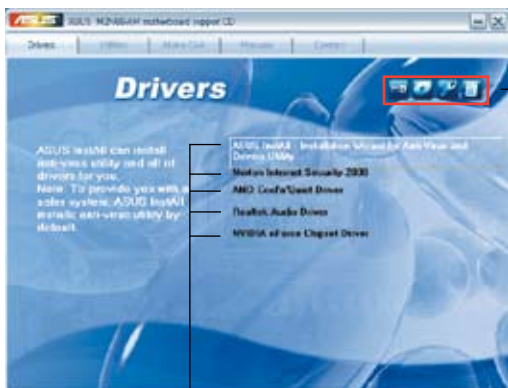 ASUS motherboard support CD
Drivers Utilities Make Disk Manuals Contact
Drivers
ASUS InstAll can install
anti-virus utility and all of
drivers for you.
Note: To provide you with a
safer system, ASUS InstAll
installs anti-virus utility by
default.
ASUS InstAll - Installation Wizard for Anti-Virus and
Drivers Utility
Norton Internet Security 2008
AMD Cool'n'Quiet Driver
Realtek Audio Driver
NVIDIA nForce Chipset Driver